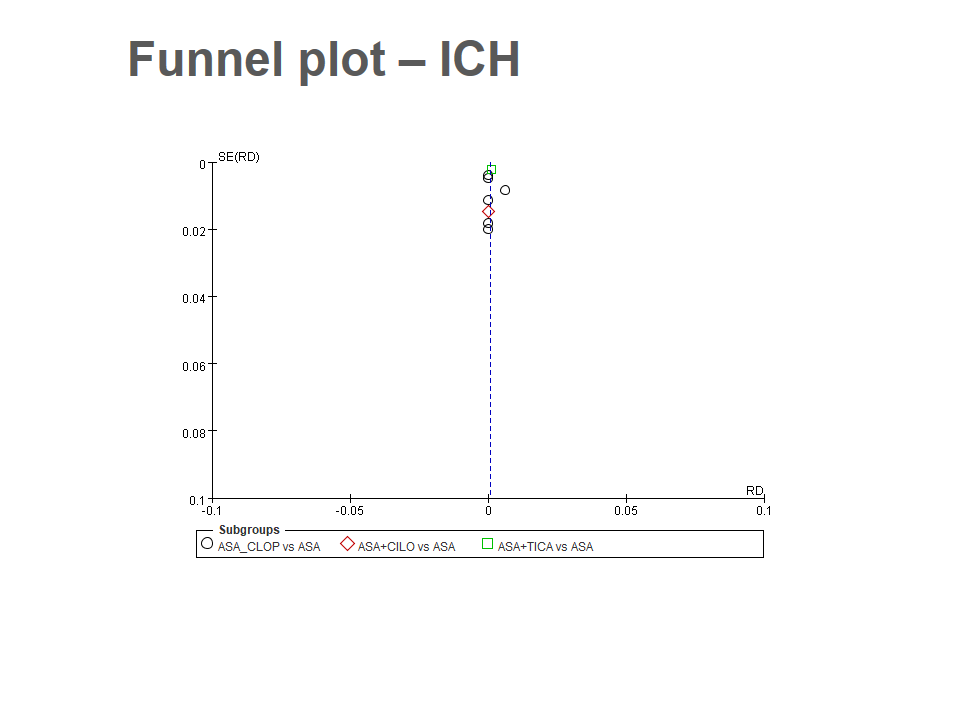 Funnel plot – ICH
SE(RD)
0
0.02
0.04
0.06
0.08
0.1
RD
-0.1
-0.05
0
0.05
0.1
Subgroups
ASA_CLOP vs ASA
ASA+CILO vs ASA
ASA+TICA vs ASA